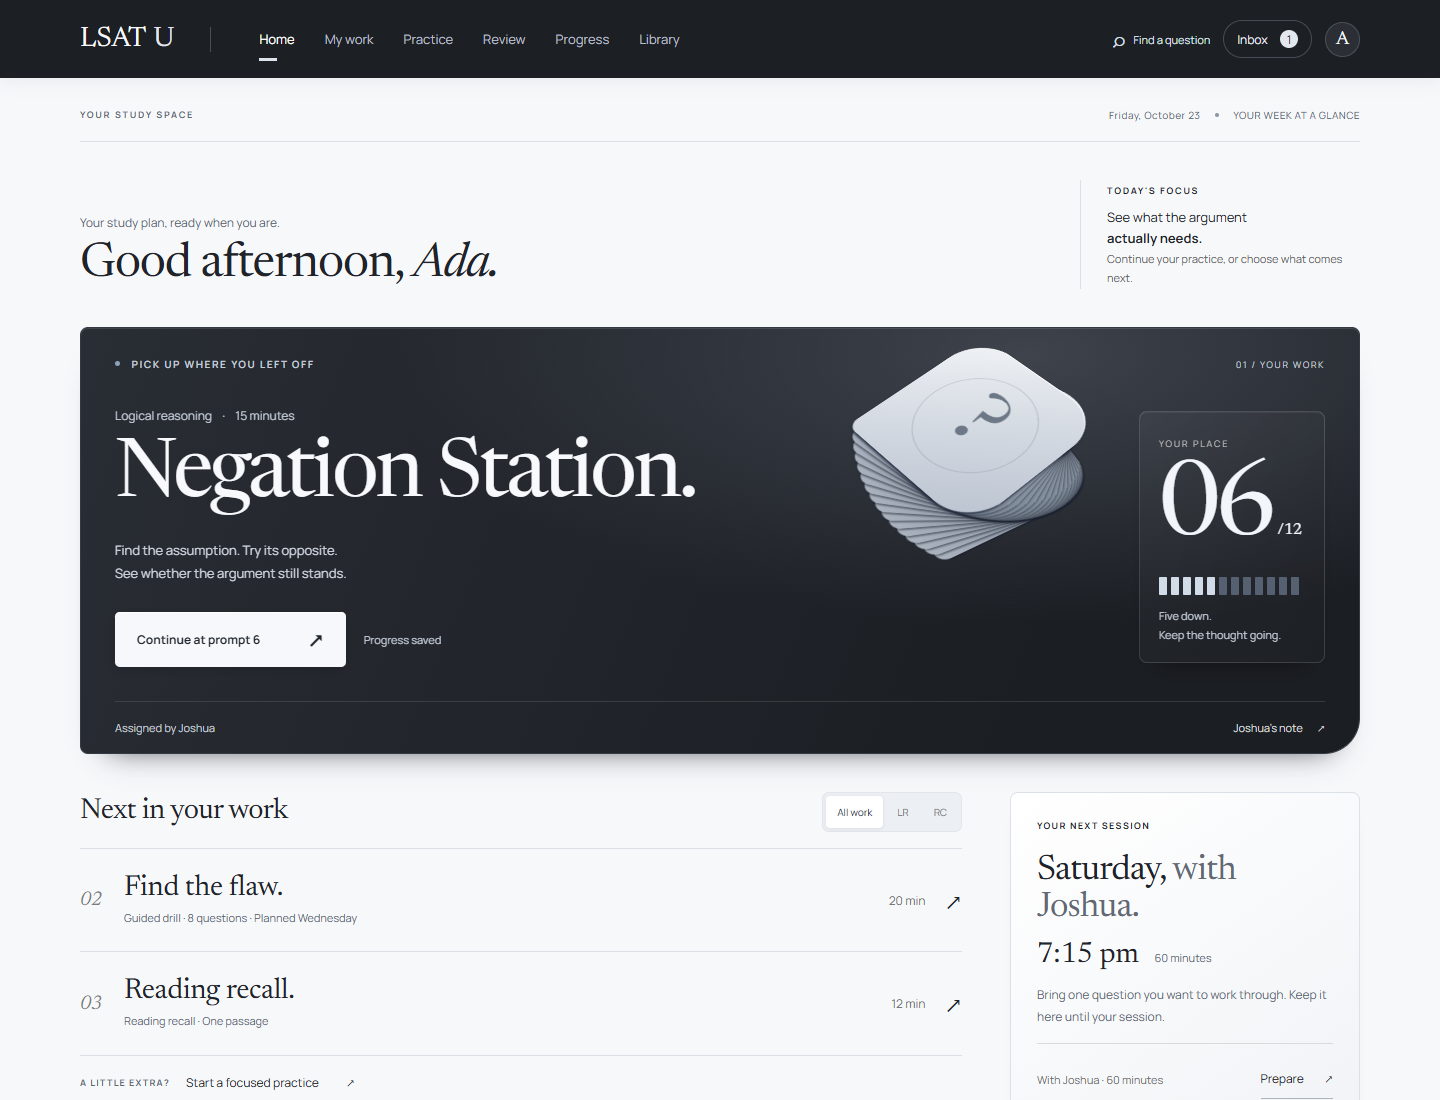 LSAT U
Home
My work
Practice
Review
Progress
Library
Find a question
Inbox
1
A
YOUR STUDY SPACE
Friday, October 23
YOUR WEEK AT A GLANCE
Your study plan, ready when you are.
Good afternoon, Ada.
TODAY'S FOCUS
See what the argument
actually needs.
Continue your practice, or choose what comes
next.
PICK UP WHERE YOU LEFT OFF
01 / YOUR WORK
Logical reasoning · 15 minutes
Negation Station.
Find the assumption. Try its opposite.
See whether the argument still stands.
Continue at prompt 6 ↗
Progress saved
?
YOUR PLACE
06 /12
Five down.
Keep the thought going.
Assigned by Joshua
Joshua's note ↗
Next in your work
All work
LR
RC
02
Find the flaw.
Guided drill · 8 questions · Planned Wednesday
20 min ↗
03
Reading recall.
Reading recall · One passage
12 min ↗
A LITTLE EXTRA?
Start a focused practice ↗
YOUR NEXT SESSION
Saturday, with
Joshua.
7:15 pm
60 minutes
Bring one question you want to work through. Keep it
here until your session.
With Joshua · 60 minutes
Prepare ↗